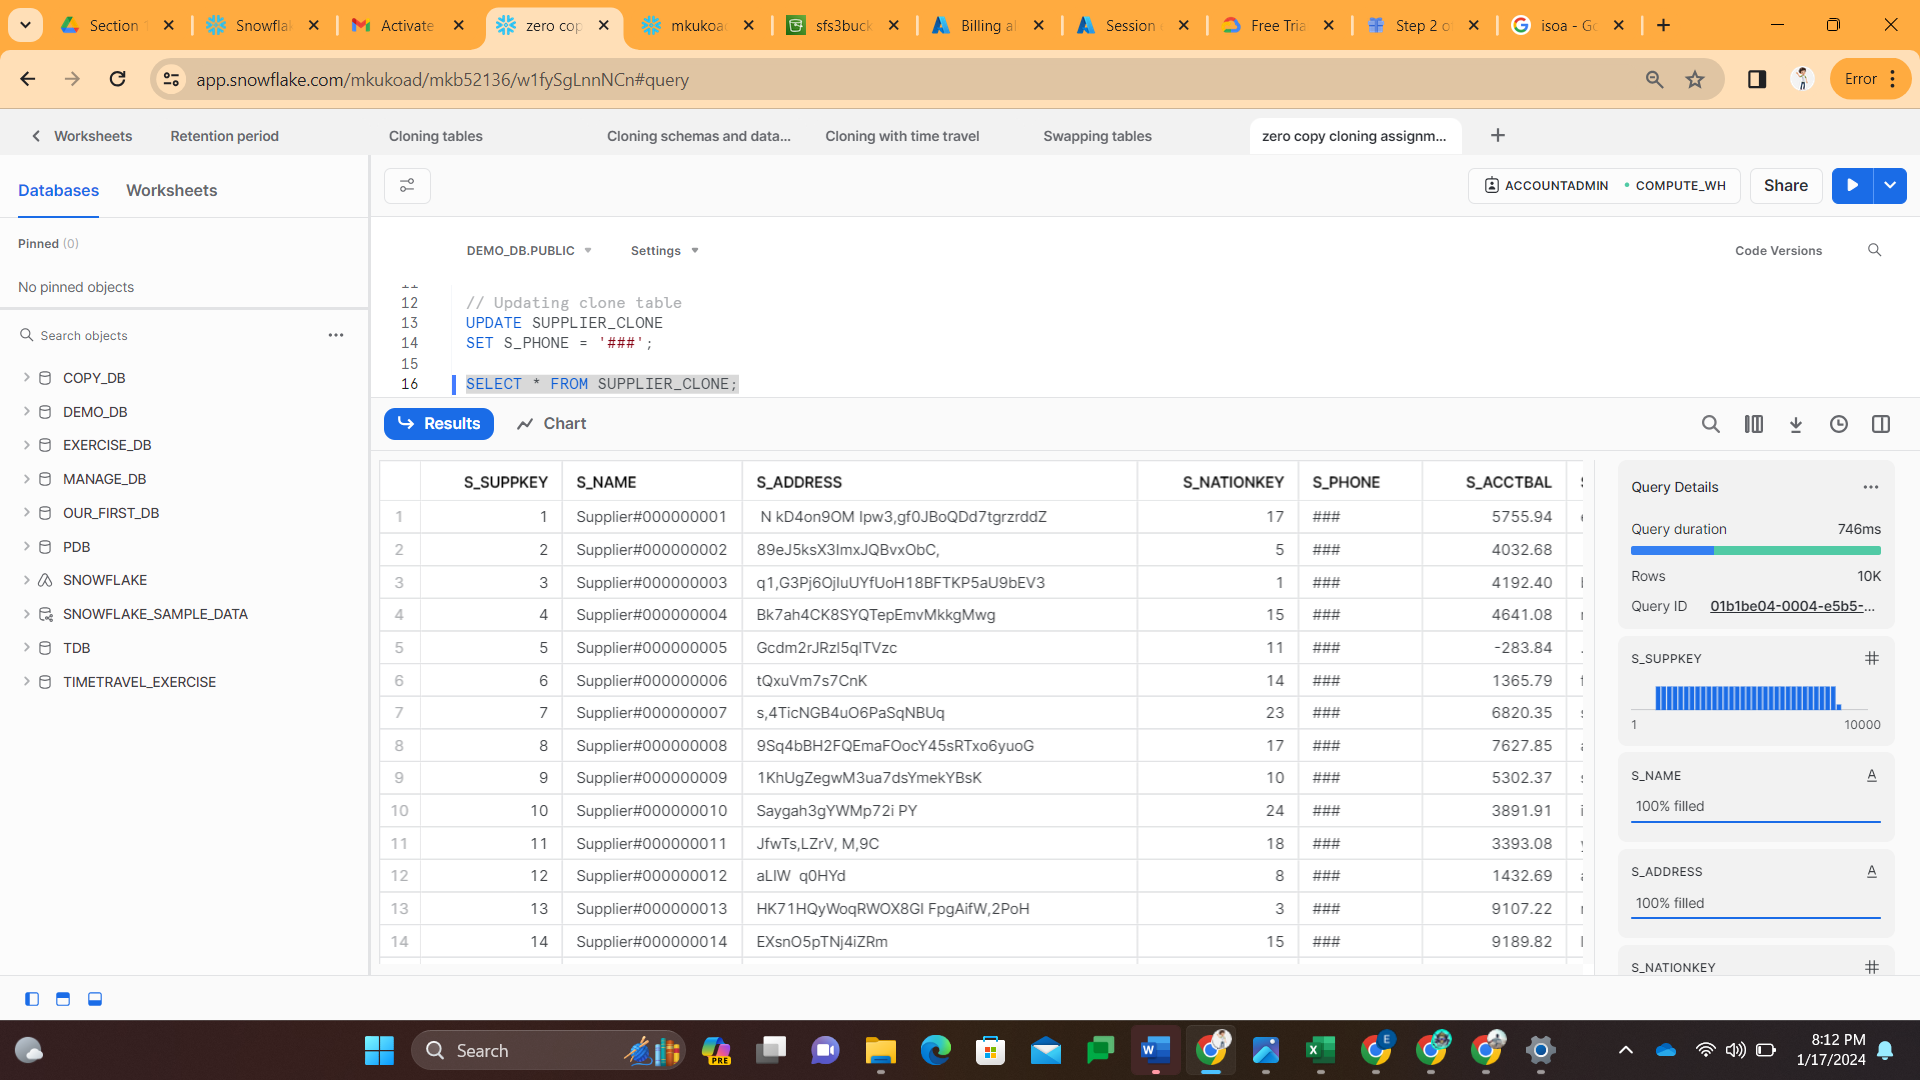 Section 1
Snowfla
Activate
zero cop
mkukoad
sfs3buck
Billing al
Session
Free Tria
Step 2 o
isoa - Go
app.snowflake.com/mkukoad/mkb52136/w1fySgLnnNCn#query
Error
Worksheets
Retention period
Cloning tables
Cloning schemas and data...
Cloning with time travel
Swapping tables
zero copy cloning assignm...
Databases
Worksheets
ACCOUNTADMIN
COMPUTE_WH
Share
Pinned (0)
No pinned objects
Search objects
COPY_DB
DEMO_DB
EXERCISE_DB
MANAGE_DB
OUR_FIRST_DB
PDB
SNOWFLAKE
SNOWFLAKE_SAMPLE_DATA
TDB
TIMETRAVEL_EXERCISE
DEMO_DB.PUBLIC
Settings
Code Versions
11
12 // Updating clone table
13 UPDATE SUPPLIER_CLONE
14 SET S_PHONE = '###';
15
16 SELECT * FROM SUPPLIER_CLONE;
Results
Chart
S_SUPPKEY S_NAME S_ADDRESS S_NATIONKEY S_PHONE S_ACCTBAL
1 1 Supplier#000000001 N kD4on9OM Ipw3,gf0JBoQDd7tgrzrddZ 17 ### 5755.94
2 2 Supplier#000000002 89eJ5ksX3ImxJQBvxObC, 5 ### 4032.68
3 3 Supplier#000000003 q1,G3Pj6OjIuUYfUoH18BFTKP5aU9bEV3 1 ### 4192.40
4 4 Supplier#000000004 Bk7ah4CK8SYQTepEmvMkkgMwg 15 ### 4641.08
5 5 Supplier#000000005 Gcdm2rJRzl5qlTVzc 11 ### -283.84
6 6 Supplier#000000006 tQxuVm7s7CnK 14 ### 1365.79
7 7 Supplier#000000007 s,4TicNGB4uO6PaSqNBUq 23 ### 6820.35
8 8 Supplier#000000008 9Sq4bBH2FQEmaFOocY45sRTxo6yuoG 17 ### 7627.85
9 9 Supplier#000000009 1KhUgZegwM3ua7dsYmekYBsK 10 ### 5302.37
10 10 Supplier#000000010 Saygah3gYWMp72i PY 24 ### 3891.91
11 11 Supplier#000000011 JfwTs,LZrV, M,9C 18 ### 3393.08
12 12 Supplier#000000012 aLIW  q0HYd 8 ### 1432.69
13 13 Supplier#000000013 HK71HQyWoqRWOX8GI FpgAifW,2PoH 3 ### 9107.22
14 14 Supplier#000000014 EXsnO5pTNj4iZRm 15 ### 9189.82
Query Details
Query duration 746ms
Rows 10K
Query ID 01b1be04-0004-e5b5-...
S_SUPPKEY
1 10000
S_NAME
100% filled
S_ADDRESS
100% filled
S_NATIONKEY
Search
PRE
E
8:12 PM
1/17/2024